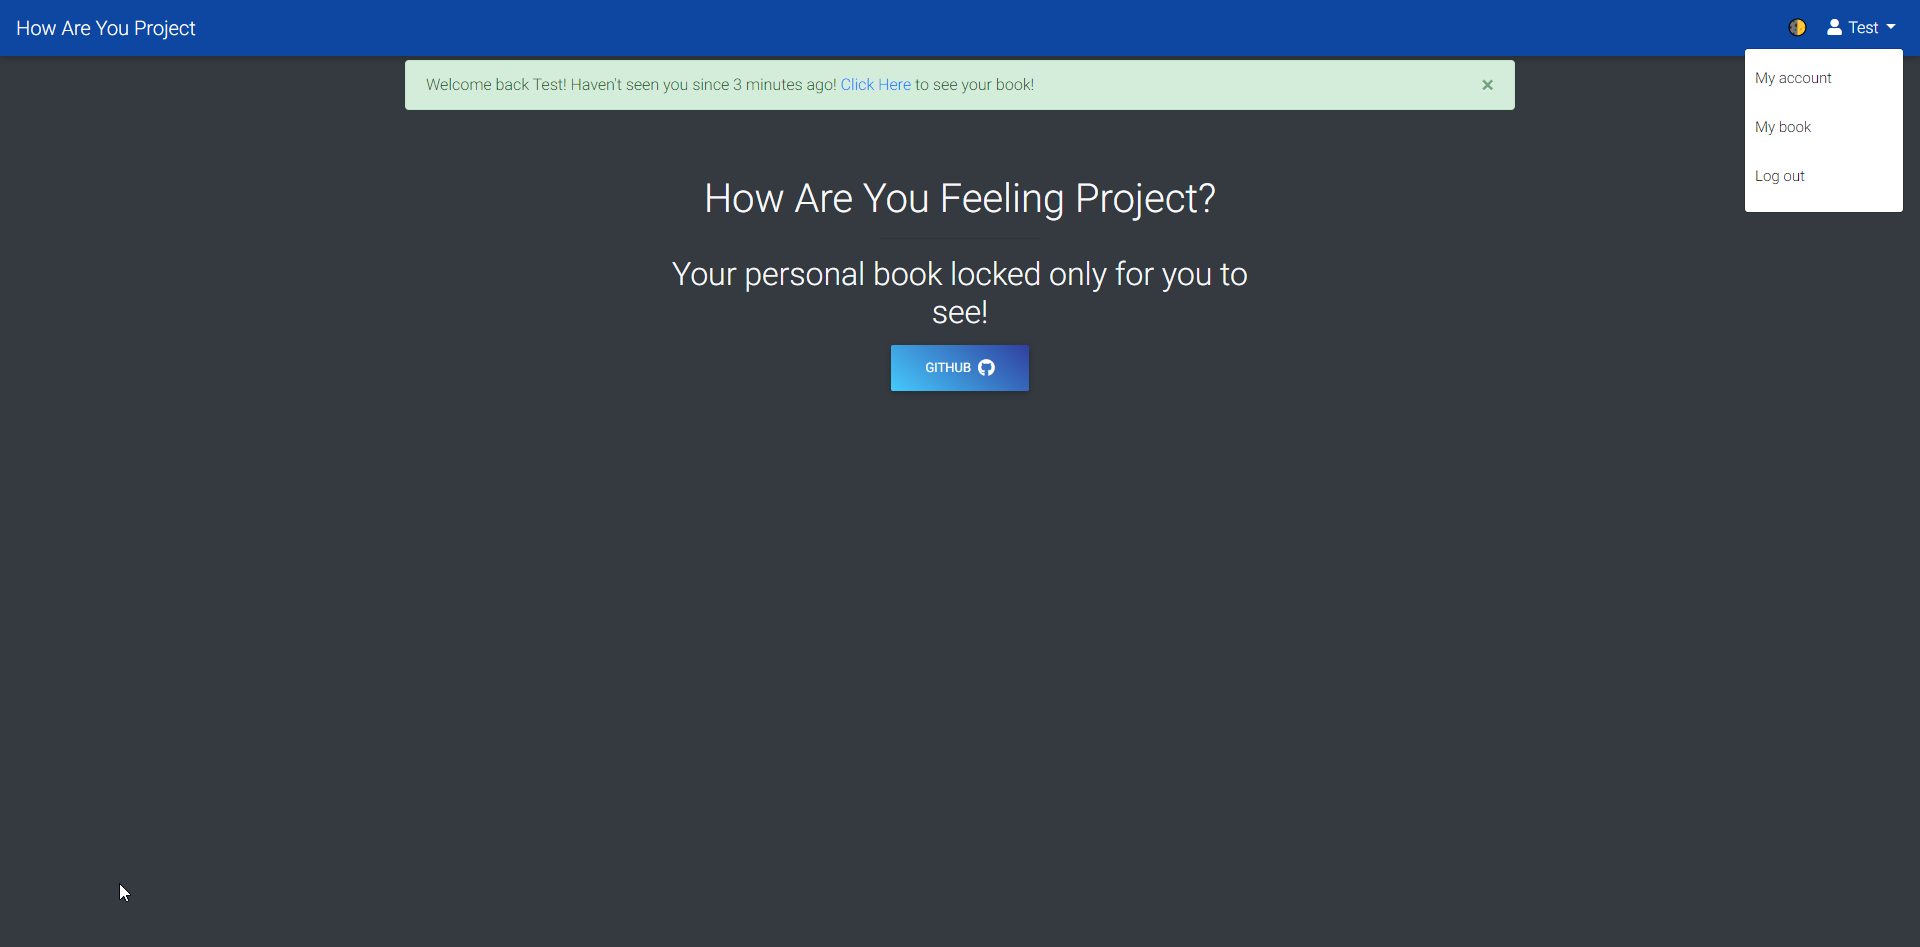 How Are You Project
Test
My account
My book
Log out
Welcome back Test! Haven't seen you since 3 minutes ago! Click Here to see your book!
×
How Are You Feeling Project?
Your personal book locked only for you to
see!
GITHUB